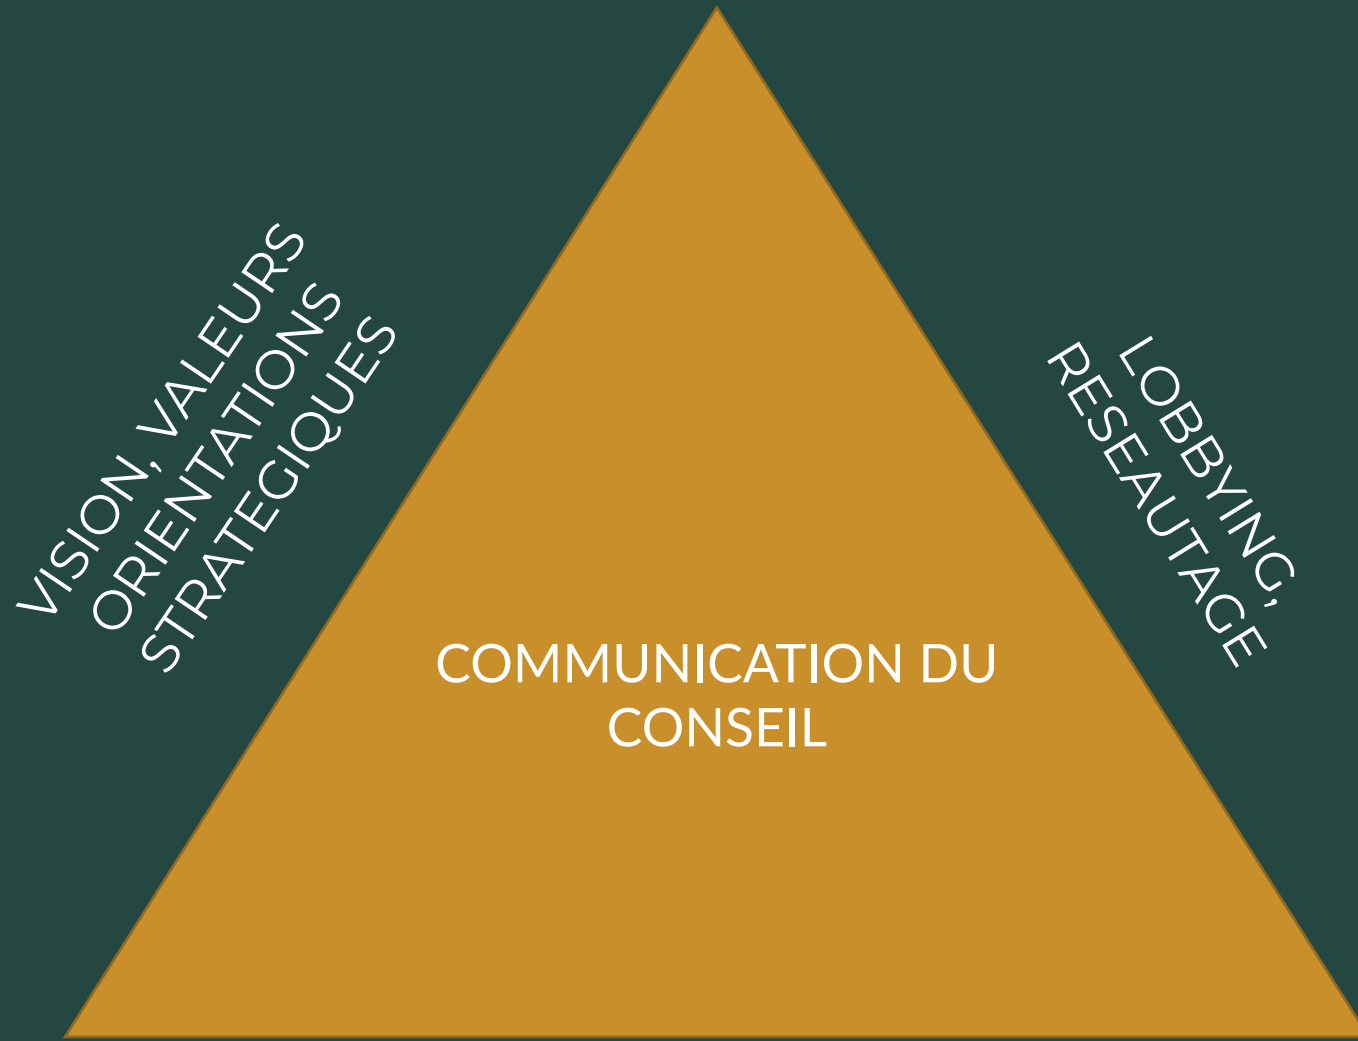 VISION, VALEURS
ORIENTATIONS
STRATEGIQUES
LOBBYING,
RESEAUTAGE
COMMUNICATION DU
CONSEIL